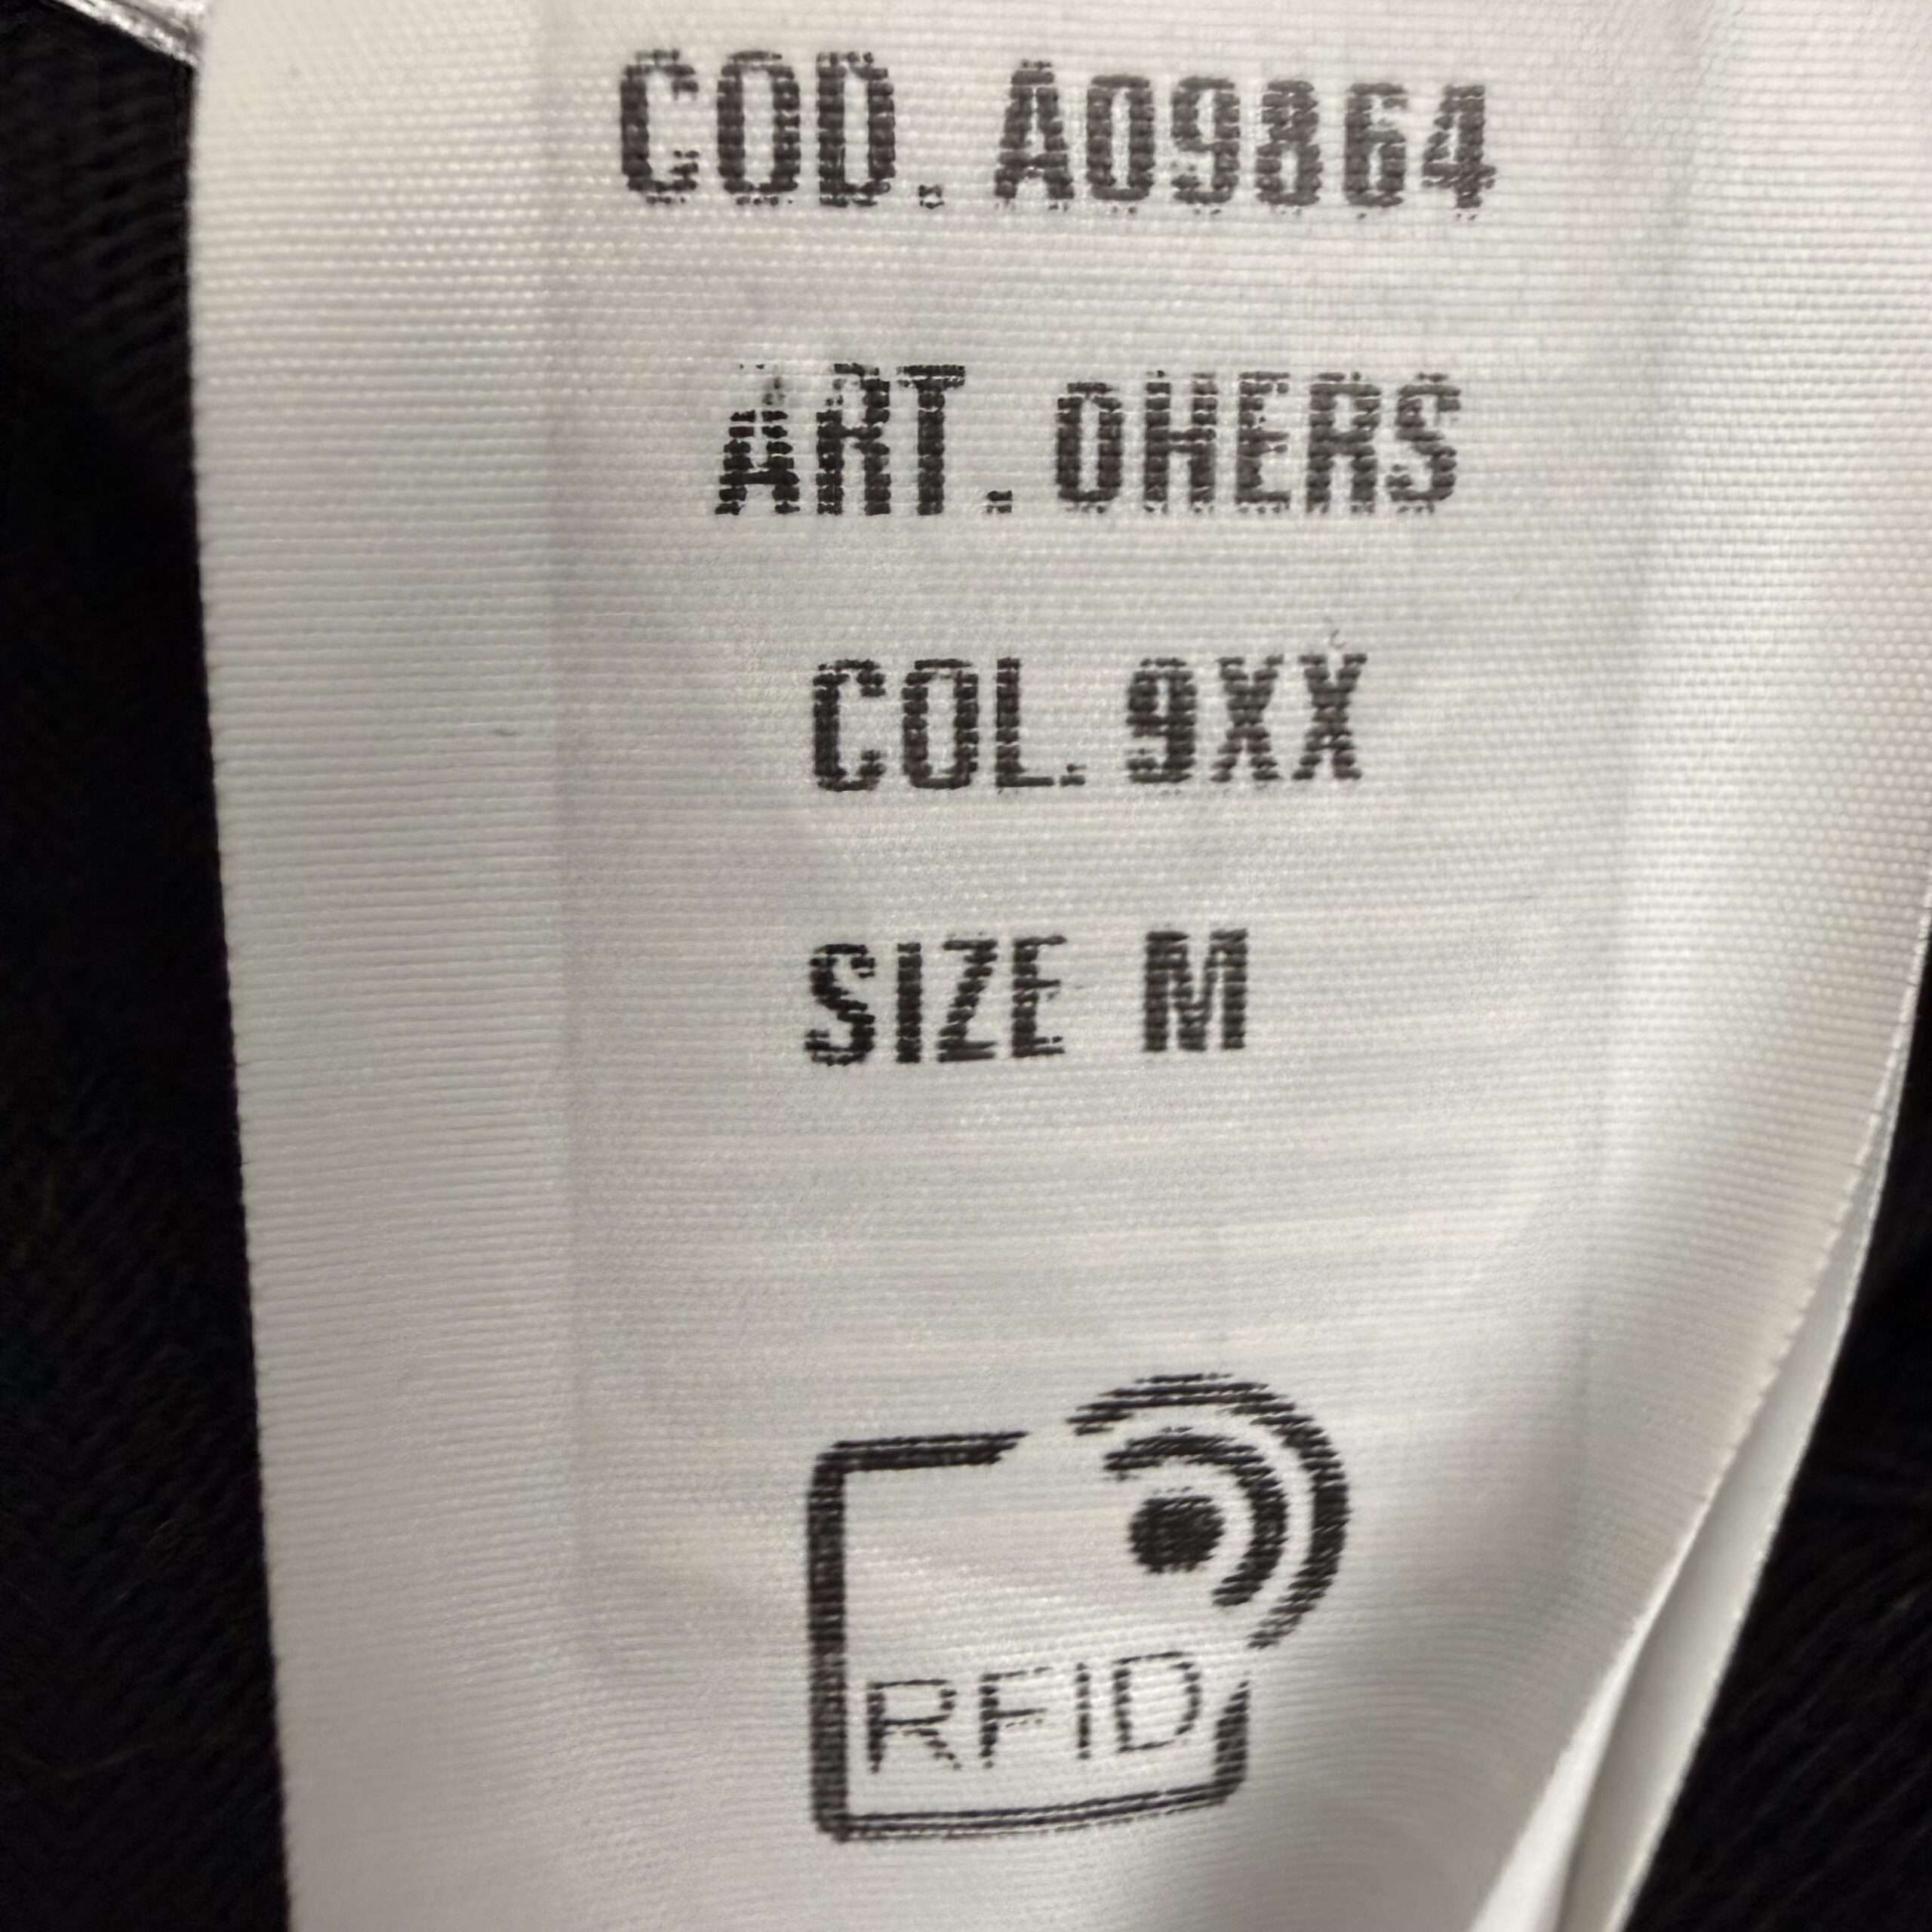 COD. A09864
ART. 0HERS
COL. 9XX
SIZE M
RFID